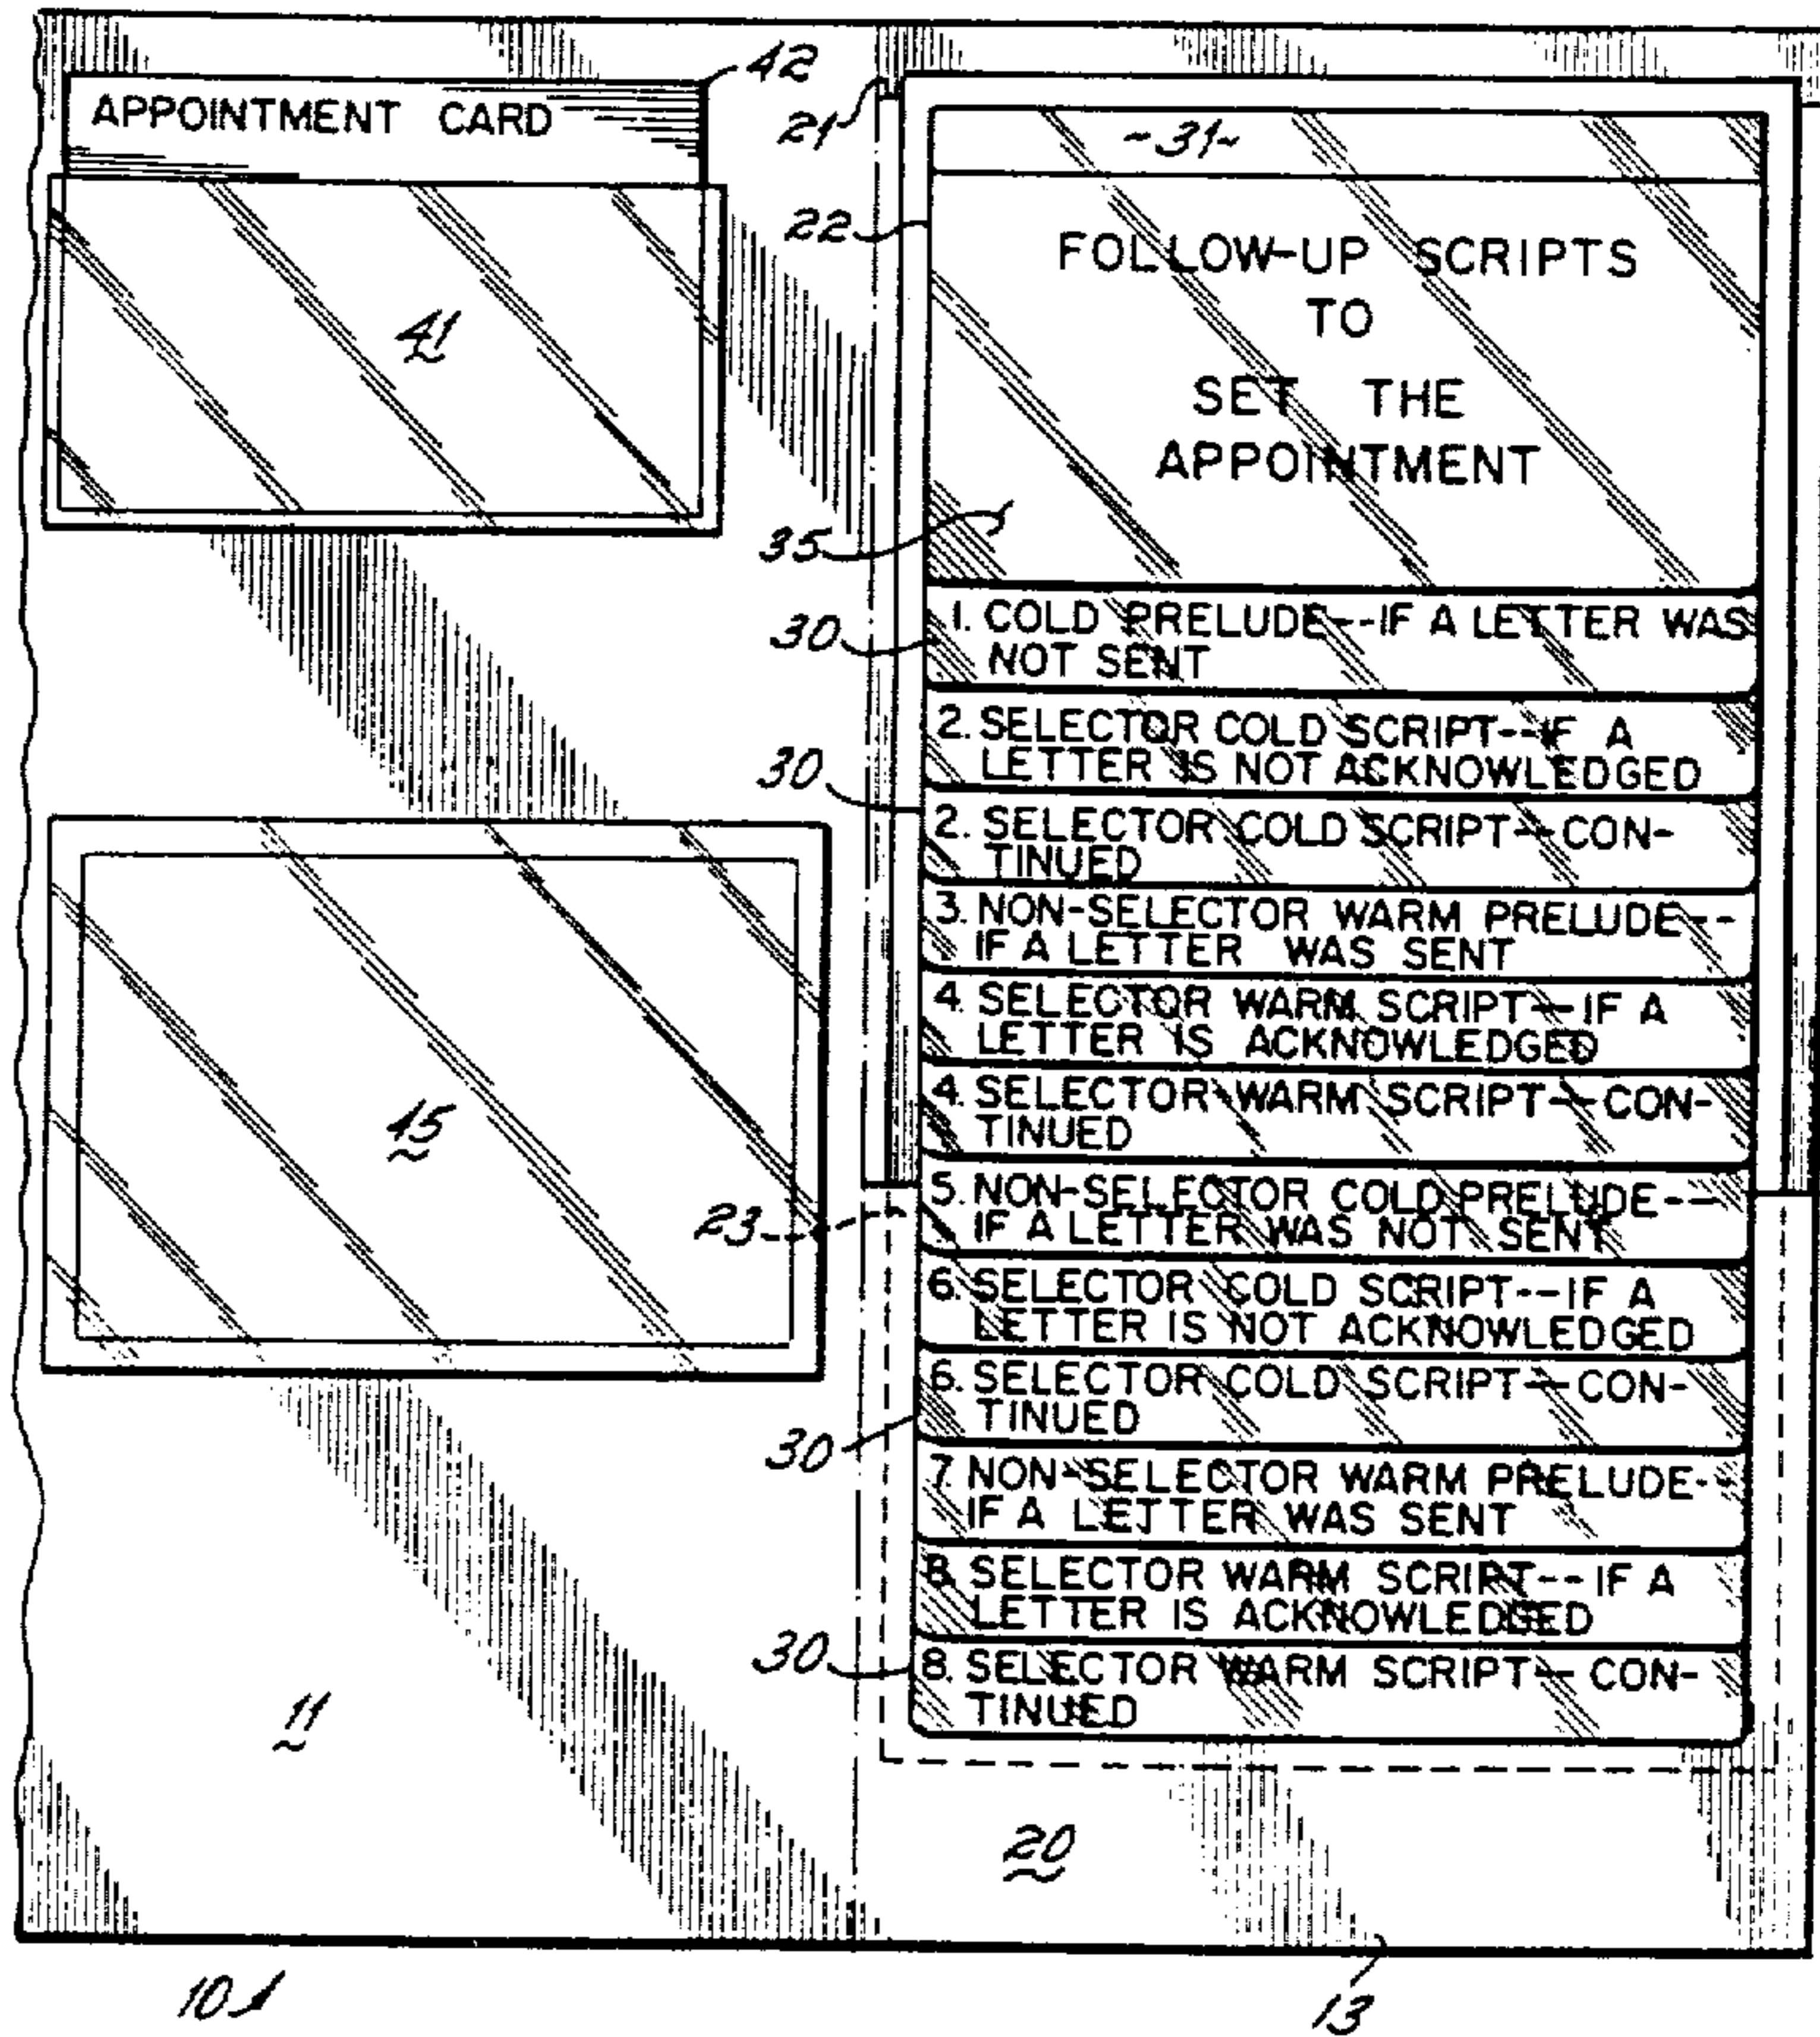 APPOINTMENT CARD
42
21
-31-
22
FOLLOW-UP SCRIPTS
TO
SET THE
APPOINTMENT
41
35
30
1. COLD PRELUDE--IF A LETTER WAS
NOT SENT
2. SELECTOR COLD SCRIPT--IF A
LETTER IS NOT ACKNOWLEDGED
30
2. SELECTOR COLD SCRIPT--CON-
TINUED
3. NON-SELECTOR WARM PRELUDE--
IF A LETTER WAS SENT
4. SELECTOR WARM SCRIPT--IF A
LETTER IS ACKNOWLEDGED
45
4. SELECTOR WARM SCRIPT--CON-
TINUED
23
5. NON-SELECTOR COLD PRELUDE--
IF A LETTER WAS NOT SENT
6. SELECTOR COLD SCRIPT--IF A
LETTER IS NOT ACKNOWLEDGED
6. SELECTOR COLD SCRIPT--CON-
TINUED
30
7. NON-SELECTOR WARM PRELUDE--
IF A LETTER WAS SENT
8. SELECTOR WARM SCRIPT--IF A
LETTER IS ACKNOWLEDGED
30
8. SELECTOR WARM SCRIPT--CON-
TINUED
11
20
10
13